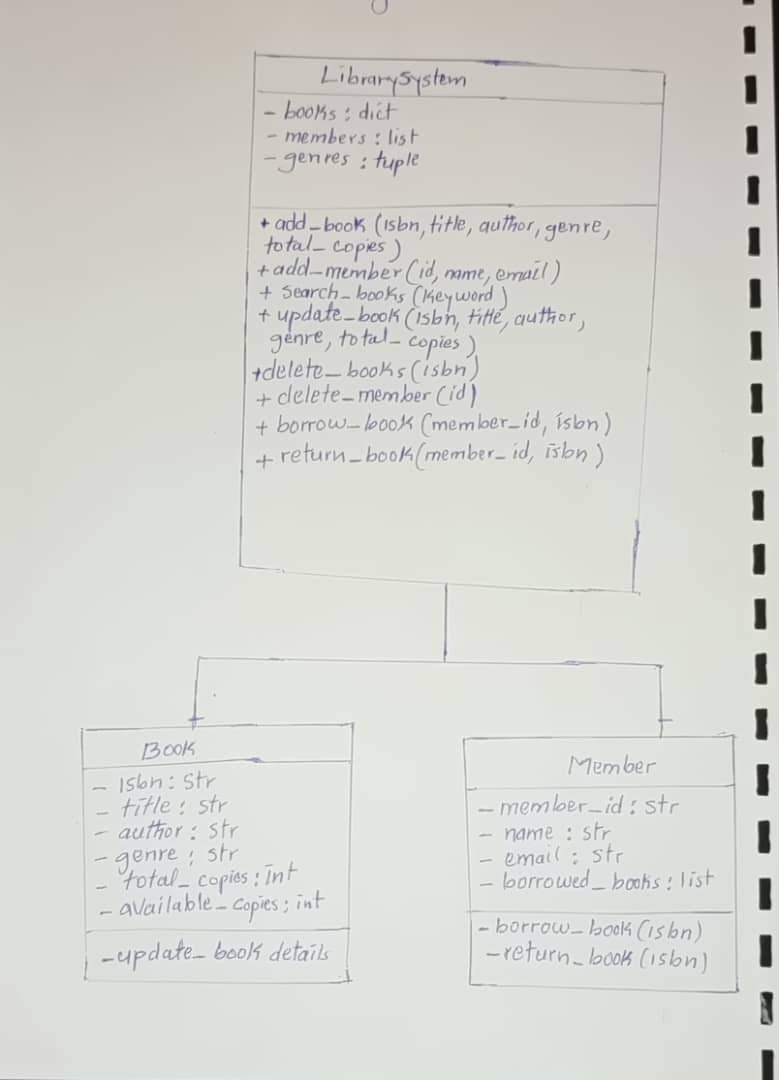 LibrarySystem
- books : dict
- members : list
- genres : tuple
+ add_book (isbn, title, author, genre,
total_copies)
+ add_member (id, name, email)
+ search_books (keyword)
+ update_book (isbn, title, author,
genre, total_copies)
+ delete_books (isbn)
+ delete_member (id)
+ borrow_book (member_id, isbn)
+ return_book (member_id, isbn)
Book
- isbn : str
- title : str
- author : str
- genre : str
- total_copies : int
- available_copies : int
- update_book details
Member
- member_id : str
- name : str
- email : str
- borrowed_books : list
- borrow_book (isbn)
- return_book (isbn)